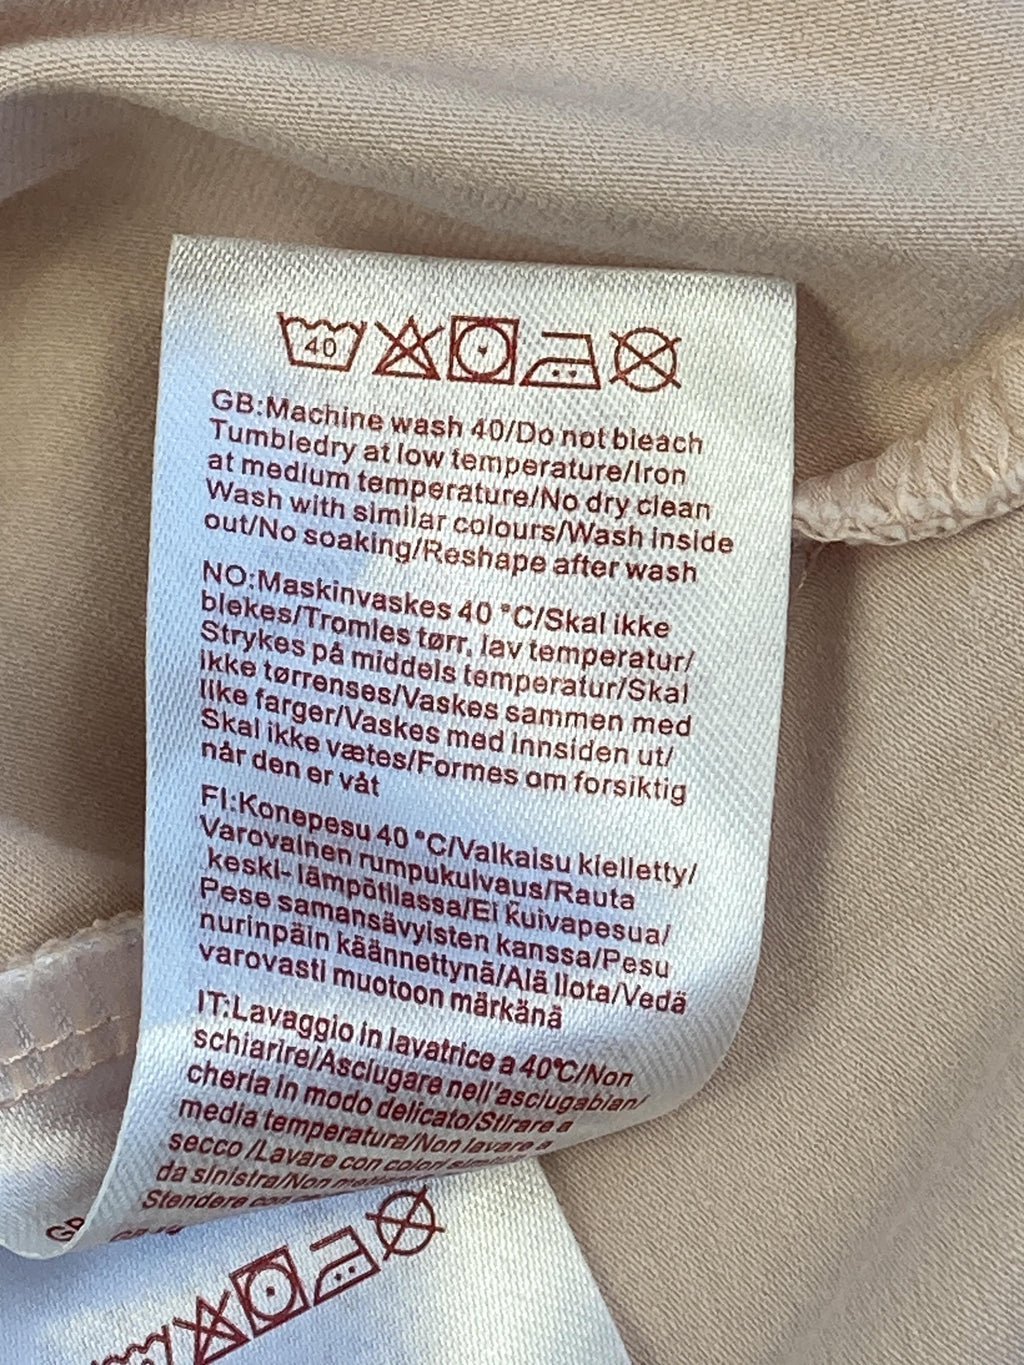 40
GB:Machine wash 40/Do not bleach
Tumbledry at low temperature/Iron
at medium temperature/No dry clean
Wash with similar colours/Wash inside
out/No soaking/Reshape after wash
NO:Maskinvaskes 40 °C/Skal ikke
blekes/Tromles tørr. lav temperatur/
Strykes på middels temperatur/Skal
ikke tørrenses/Vaskes sammen med
like farger/Vaskes med innsiden ut/
Skal ikke vætes/Formes om forsiktig
når den er våt
FI:Konepesu 40 °C/Valkaisu kielletty/
Varovainen rumpukuivaus/Rauta
keski- lämpötilassa/Ei kuivapesua/
Pese samansävyisten kanssa/Pesu
nurinpäin käännettynä/Älä liota/Vedä
varovasti muotoon märkänä
IT:Lavaggio in lavatrice a 40°C/Non
schiarire/Asciugare nell'asciugabian/
cheria in modo delicato/Stirare a
media temperatura/Non lavare a
secco /Lavare con colori
da sinistra/Non
Stendere con